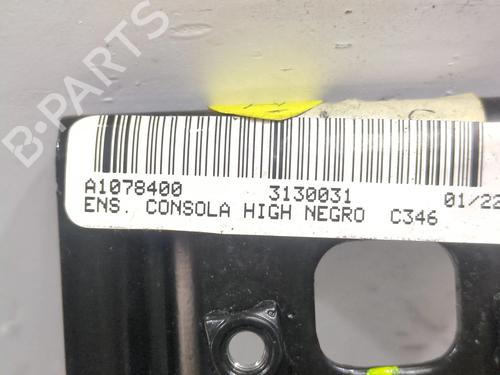 B-PARTS
A1078400 3130031 01/22
ENS. CONSOLA HIGH NEGRO C346